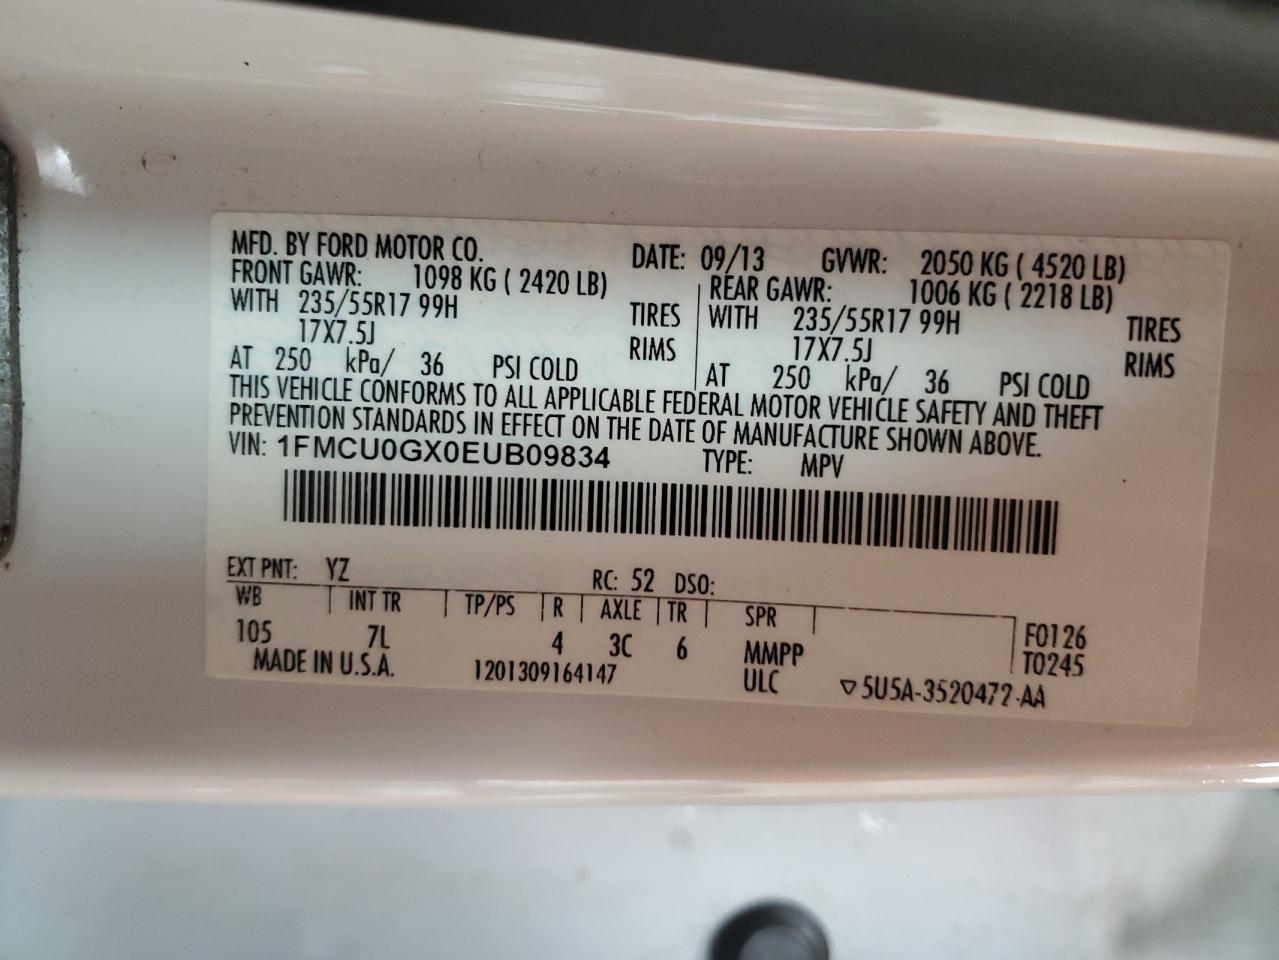 MFD. BY FORD MOTOR CO. DATE: 09/13 GVWR: 2050 KG ( 4520 LB)
FRONT GAWR: 1098 KG ( 2420 LB) REAR GAWR: 1006 KG ( 2218 LB)
WITH 235/55R17 99H TIRES WITH 235/55R17 99H TIRES
17X7.5J RIMS 17X7.5J RIMS
AT 250 kPa/ 36 PSI COLD AT 250 kPa/ 36 PSI COLD
THIS VEHICLE CONFORMS TO ALL APPLICABLE FEDERAL MOTOR VEHICLE SAFETY AND THEFT
PREVENTION STANDARDS IN EFFECT ON THE DATE OF MANUFACTURE SHOWN ABOVE.
VIN: 1FMCU0GX0EUB09834 TYPE: MPV
EXT PNT: YZ RC: 52 DSO:
WB INT TR TP/PS R AXLE TR SPR
105 7L 4 3C 6 MMPP F0126
ULC T0245
MADE IN U.S.A. 1201309164147 ▽5U5A-3520472-AA